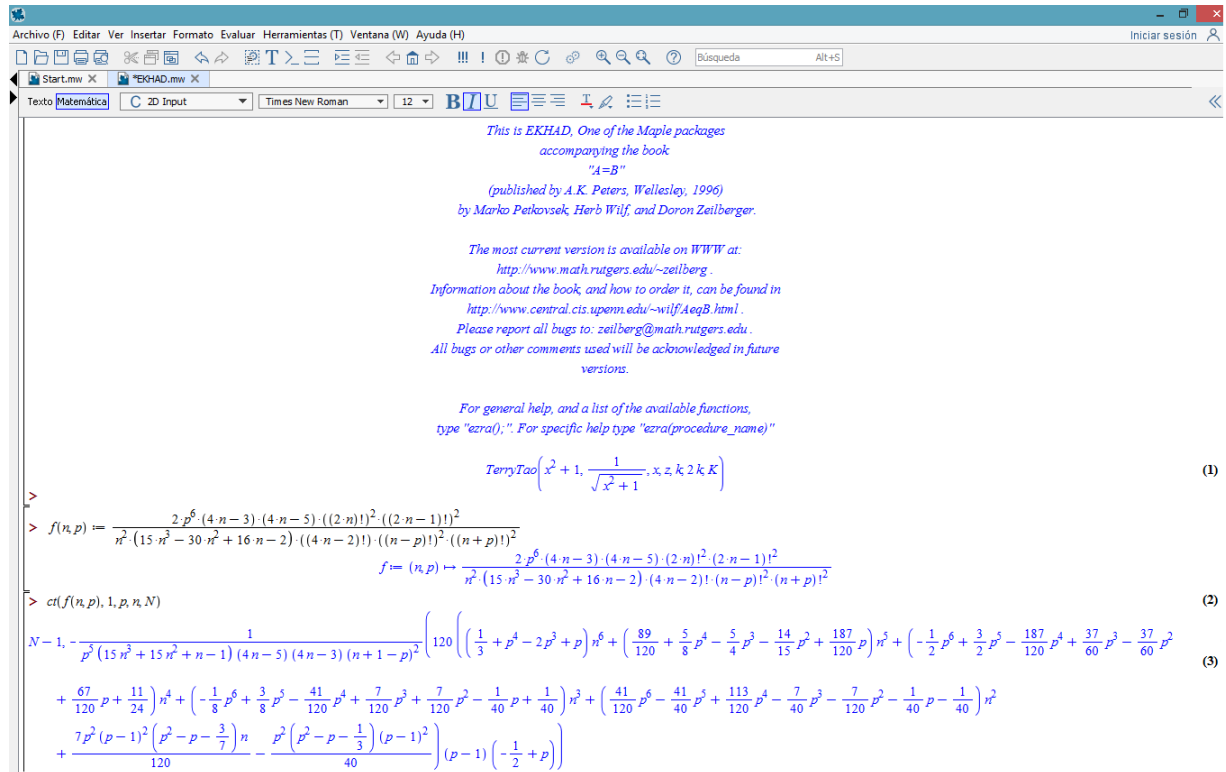 Archivo (F) Editar Ver Insertar Formato Evaluar Herramientas (T) Ventana (W) Ayuda (H) Iniciar sesión
Búsqueda Alt+S
Start.mw X *EKHAD.mw X
Texto Matemática C 2D Input Times New Roman 12 B I U
This is EKHAD, One of the Maple packages
accompanying the book
"A=B"
(published by A.K. Peters, Wellesley, 1996)
by Marko Petkovsek, Herb Wilf, and Doron Zeilberger.
The most current version is available on WWW at:
http://www.math.rutgers.edu/~zeilberg .
Information about the book, and how to order it, can be found in
http://www.central.cis.upenn.edu/~wilf/AeqB.html .
Please report all bugs to: zeilberg@math.rutgers.edu .
All bugs or other comments used will be acknowledged in future
versions.
For general help, and a list of the available functions,
type "ezra();". For specific help type "ezra(procedure_name)"
TerryTao(x^2 + 1, 1/√(x^2 + 1), x, z, k, 2 k, K) (1)
>
> f(n, p) := (2·p^6·(4·n − 3)·(4·n − 5)·((2·n)!)^2·((2·n − 1)!)^2)/(n^2·(15·n^3 − 30·n^2 + 16·n − 2)·((4·n − 2)!)·((n − p)!)^2·((n + p)!)^2)
f := (n, p) ↦ (2·p^6·(4·n − 3)·(4·n − 5)·(2·n)!^2·(2·n − 1)!^2)/(n^2·(15·n^3 − 30·n^2 + 16·n − 2)·(4·n − 2)!·(n − p)!^2·(n + p)!^2)
> ct(f(n, p), 1, p, n, N) (2)
N − 1, −1/(p^5 (15 n^3 + 15 n^2 + n − 1) (4 n − 5) (4 n − 3) (n + 1 − p)^2) (120 ((1/3 + p^4 − 2 p^3 + p) n^6 + (89/120 + 5/8 p^4 − 5/4 p^3 − 14/15 p^2 + 187/120 p) n^5 + (−1/2 p^6 + 3/2 p^5 − 187/120 p^4 + 37/60 p^3 − 37/60 p^2 (3)
+ 67/120 p + 11/24) n^4 + (−1/8 p^6 + 3/8 p^5 − 41/120 p^4 + 7/120 p^3 + 7/120 p^2 − 1/40 p + 1/40) n^3 + (41/120 p^6 − 41/40 p^5 + 113/120 p^4 − 7/40 p^3 − 7/120 p^2 − 1/40 p − 1/40) n^2
+ (7 p^2 (p − 1)^2 (p^2 − p − 3/7) n)/120 − (p^2 (p^2 − p − 1/3) (p − 1)^2)/40) (p − 1) (−1/2 + p))